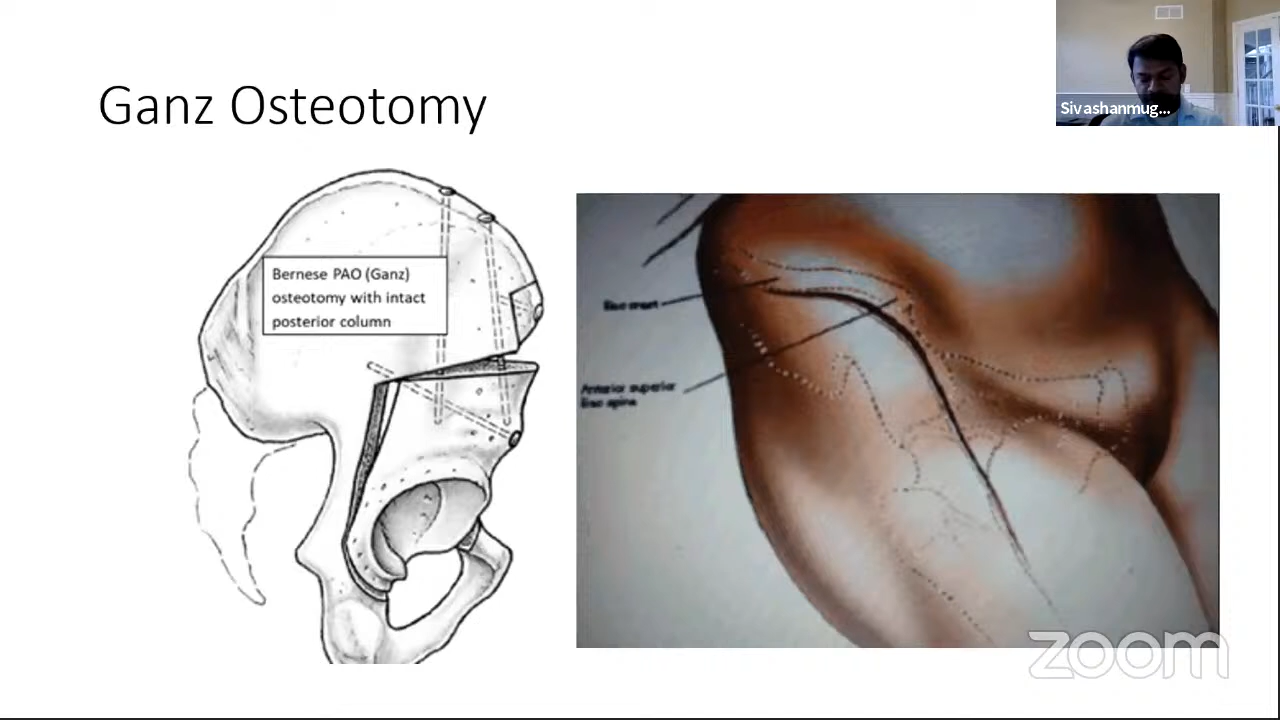 Ganz Osteotomy
Sivashanmug...
Bernese PAO (Ganz)
osteotomy with intact
posterior column
Iliac crest
Anterior superior
iliac spine
zoom